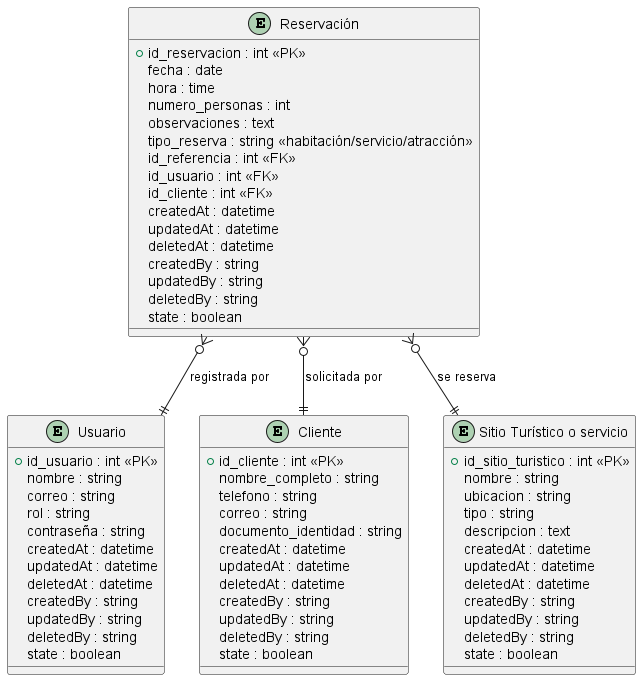 E Reservación
id_reservacion : int «PK»
fecha : date
hora : time
numero_personas : int
observaciones : text
tipo_reserva : string «habitación/servicio/atracción»
id_referencia : int «FK»
id_usuario : int «FK»
id_cliente : int «FK»
createdAt : datetime
updatedAt : datetime
deletedAt : datetime
createdBy : string
updatedBy : string
deletedBy : string
state : boolean
registrada por
solicitada por
se reserva
E Usuario
id_usuario : int «PK»
nombre : string
correo : string
rol : string
contraseña : string
createdAt : datetime
updatedAt : datetime
deletedAt : datetime
createdBy : string
updatedBy : string
deletedBy : string
state : boolean
E Cliente
id_cliente : int «PK»
nombre_completo : string
telefono : string
correo : string
documento_identidad : string
createdAt : datetime
updatedAt : datetime
deletedAt : datetime
createdBy : string
updatedBy : string
deletedBy : string
state : boolean
E Sitio Turístico o servicio
id_sitio_turistico : int «PK»
nombre : string
ubicacion : string
tipo : string
descripcion : text
createdAt : datetime
updatedAt : datetime
deletedAt : datetime
createdBy : string
updatedBy : string
deletedBy : string
state : boolean